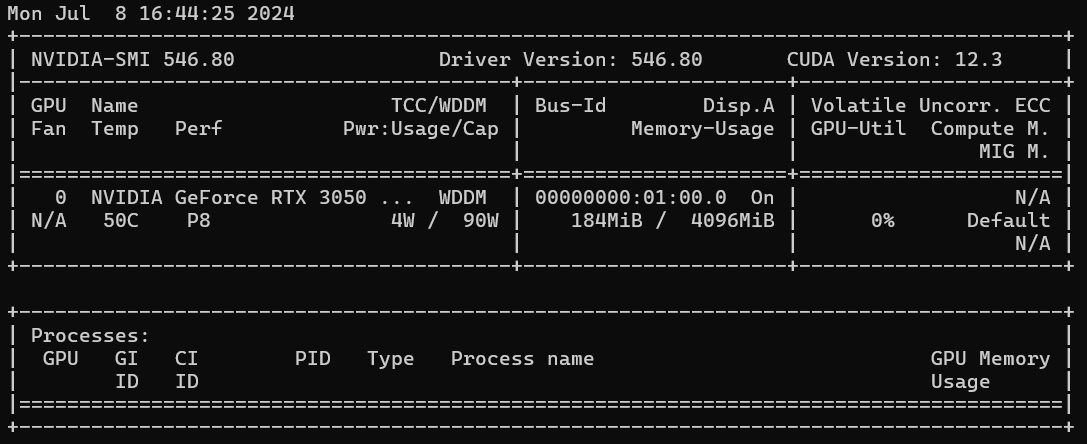 Mon Jul  8 16:44:25 2024
+---------------------------------------------------------------------------------------+
| NVIDIA-SMI 546.80                 Driver Version: 546.80       CUDA Version: 12.3     |
|-----------------------------------------+----------------------+----------------------+
| GPU  Name                     TCC/WDDM  | Bus-Id        Disp.A | Volatile Uncorr. ECC |
| Fan  Temp   Perf          Pwr:Usage/Cap |         Memory-Usage | GPU-Util  Compute M. |
|                                         |                      |               MIG M. |
|=========================================+======================+======================|
|   0  NVIDIA GeForce RTX 3050 ...  WDDM  | 00000000:01:00.0  On |                  N/A |
| N/A   50C    P8               4W /  90W |    184MiB /  4096MiB |      0%      Default |
|                                         |                      |                  N/A |
+-----------------------------------------+----------------------+----------------------+

+---------------------------------------------------------------------------------------+
| Processes:                                                                            |
|  GPU   GI   CI        PID   Type   Process name                            GPU Memory |
|        ID   ID                                                             Usage      |
|=======================================================================================|
+---------------------------------------------------------------------------------------+